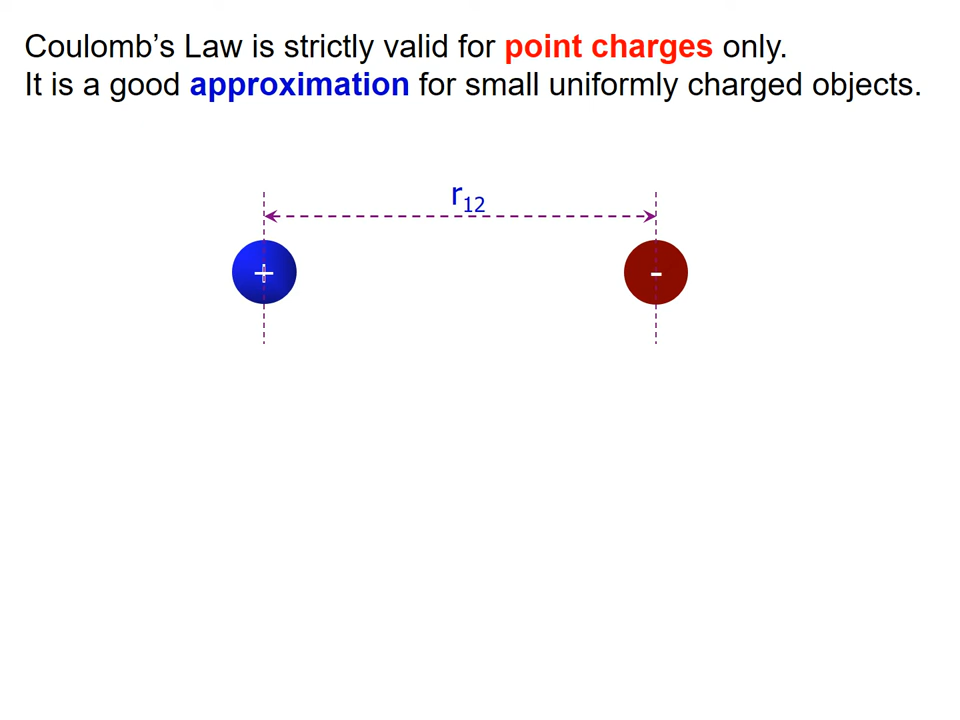 Coulomb’s Law is strictly valid for point charges only.
It is a good approximation for small uniformly charged objects.
r12
+
-